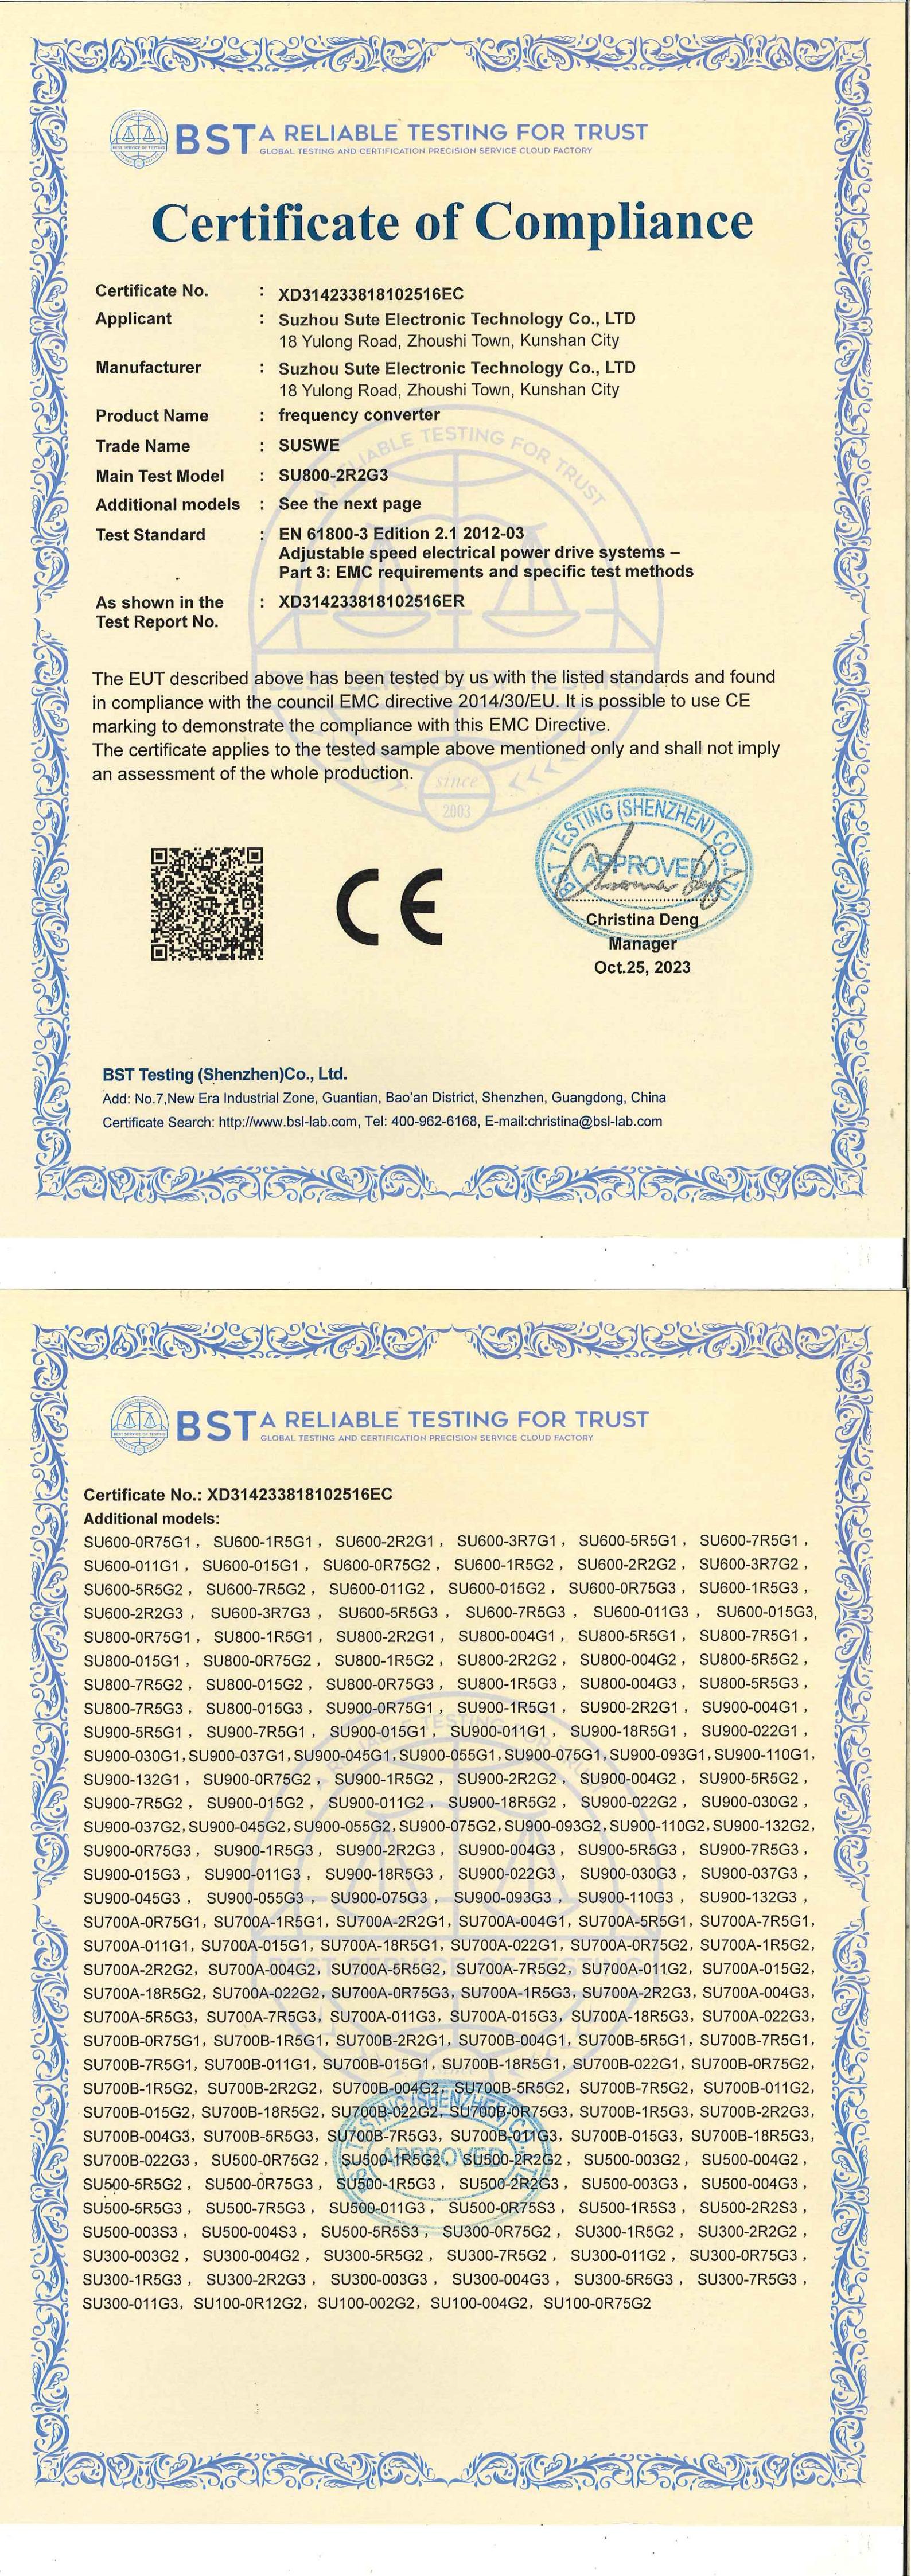 BST A RELIABLE TESTING FOR TRUST
BEST SERVICE OF TESTING
GLOBAL TESTING AND CERTIFICATION PRECISION SERVICE CLOUD FACTORY
Certificate of Compliance
Certificate No. : XD314233818102516EC
Applicant : Suzhou Sute Electronic Technology Co., LTD
18 Yulong Road, Zhoushi Town, Kunshan City
Manufacturer : Suzhou Sute Electronic Technology Co., LTD
18 Yulong Road, Zhoushi Town, Kunshan City
Product Name : frequency converter
Trade Name : SUSWE
Main Test Model : SU800-2R2G3
Additional models : See the next page
Test Standard : EN 61800-3 Edition 2.1 2012-03
Adjustable speed electrical power drive systems –
Part 3: EMC requirements and specific test methods
As shown in the : XD314233818102516ER
Test Report No.
A RELIABLE TESTING FOR TRUST
BEST SERVICE OF TESTING
The EUT described above has been tested by us with the listed standards and found
in compliance with the council EMC directive 2014/30/EU. It is possible to use CE
marking to demonstrate the compliance with this EMC Directive.
The certificate applies to the tested sample above mentioned only and shall not imply
an assessment of the whole production.
since
2003
CE
BST TESTING (SHENZHEN) CO.,LTD
APPROVED
Christina Deng
Manager
Oct.25, 2023
BST Testing (Shenzhen)Co., Ltd.
Add: No.7,New Era Industrial Zone, Guantian, Bao'an District, Shenzhen, Guangdong, China
Certificate Search: http://www.bsl-lab.com, Tel: 400-962-6168, E-mail:christina@bsl-lab.com
BST A RELIABLE TESTING FOR TRUST
BEST SERVICE OF TESTING
GLOBAL TESTING AND CERTIFICATION PRECISION SERVICE CLOUD FACTORY
Certificate No.: XD314233818102516EC
Additional models:
SU600-0R75G1, SU600-1R5G1, SU600-2R2G1, SU600-3R7G1, SU600-5R5G1, SU600-7R5G1,
SU600-011G1, SU600-015G1, SU600-0R75G2, SU600-1R5G2, SU600-2R2G2, SU600-3R7G2,
SU600-5R5G2, SU600-7R5G2, SU600-011G2, SU600-015G2, SU600-0R75G3, SU600-1R5G3,
SU600-2R2G3, SU600-3R7G3, SU600-5R5G3, SU600-7R5G3, SU600-011G3, SU600-015G3,
SU800-0R75G1, SU800-1R5G1, SU800-2R2G1, SU800-004G1, SU800-5R5G1, SU800-7R5G1,
SU800-015G1, SU800-0R75G2, SU800-1R5G2, SU800-2R2G2, SU800-004G2, SU800-5R5G2,
SU800-7R5G2, SU800-015G2, SU800-0R75G3, SU800-1R5G3, SU800-004G3, SU800-5R5G3,
SU800-7R5G3, SU800-015G3, SU900-0R75G1, SU900-1R5G1, SU900-2R2G1, SU900-004G1,
SU900-5R5G1, SU900-7R5G1, SU900-015G1, SU900-011G1, SU900-18R5G1, SU900-022G1,
SU900-030G1, SU900-037G1, SU900-045G1, SU900-055G1, SU900-075G1, SU900-093G1, SU900-110G1,
SU900-132G1, SU900-0R75G2, SU900-1R5G2, SU900-2R2G2, SU900-004G2, SU900-5R5G2,
SU900-7R5G2, SU900-015G2, SU900-011G2, SU900-18R5G2, SU900-022G2, SU900-030G2,
SU900-037G2, SU900-045G2, SU900-055G2, SU900-075G2, SU900-093G2, SU900-110G2, SU900-132G2,
SU900-0R75G3, SU900-1R5G3, SU900-2R2G3, SU900-004G3, SU900-5R5G3, SU900-7R5G3,
SU900-015G3, SU900-011G3, SU900-18R5G3, SU900-022G3, SU900-030G3, SU900-037G3,
SU900-045G3, SU900-055G3, SU900-075G3, SU900-093G3, SU900-110G3, SU900-132G3,
SU700A-0R75G1, SU700A-1R5G1, SU700A-2R2G1, SU700A-004G1, SU700A-5R5G1, SU700A-7R5G1,
SU700A-011G1, SU700A-015G1, SU700A-18R5G1, SU700A-022G1, SU700A-0R75G2, SU700A-1R5G2,
SU700A-2R2G2, SU700A-004G2, SU700A-5R5G2, SU700A-7R5G2, SU700A-011G2, SU700A-015G2,
SU700A-18R5G2, SU700A-022G2, SU700A-0R75G3, SU700A-1R5G3, SU700A-2R2G3, SU700A-004G3,
SU700A-5R5G3, SU700A-7R5G3, SU700A-011G3, SU700A-015G3, SU700A-18R5G3, SU700A-022G3,
SU700B-0R75G1, SU700B-1R5G1, SU700B-2R2G1, SU700B-004G1, SU700B-5R5G1, SU700B-7R5G1,
SU700B-7R5G1, SU700B-011G1, SU700B-015G1, SU700B-18R5G1, SU700B-022G1, SU700B-0R75G2,
SU700B-1R5G2, SU700B-2R2G2, SU700B-004G2, SU700B-5R5G2, SU700B-7R5G2, SU700B-011G2,
SU700B-015G2, SU700B-18R5G2, SU700B-022G2, SU700B-0R75G3, SU700B-1R5G3, SU700B-2R2G3,
SU700B-004G3, SU700B-5R5G3, SU700B-7R5G3, SU700B-011G3, SU700B-015G3, SU700B-18R5G3,
SU700B-022G3, SU500-0R75G2, SU500-1R5G2, SU500-2R2G2, SU500-003G2, SU500-004G2,
SU500-5R5G2, SU500-0R75G3, SU500-1R5G3, SU500-2R2G3, SU500-003G3, SU500-004G3,
SU500-5R5G3, SU500-7R5G3, SU500-011G3, SU500-0R75S3, SU500-1R5S3, SU500-2R2S3,
SU500-003S3, SU500-004S3, SU500-5R5S3, SU300-0R75G2, SU300-1R5G2, SU300-2R2G2,
SU300-003G2, SU300-004G2, SU300-5R5G2, SU300-7R5G2, SU300-011G2, SU300-0R75G3,
SU300-1R5G3, SU300-2R2G3, SU300-003G3, SU300-004G3, SU300-5R5G3, SU300-7R5G3,
SU300-011G3, SU100-0R12G2, SU100-002G2, SU100-004G2, SU100-0R75G2
APPROVED